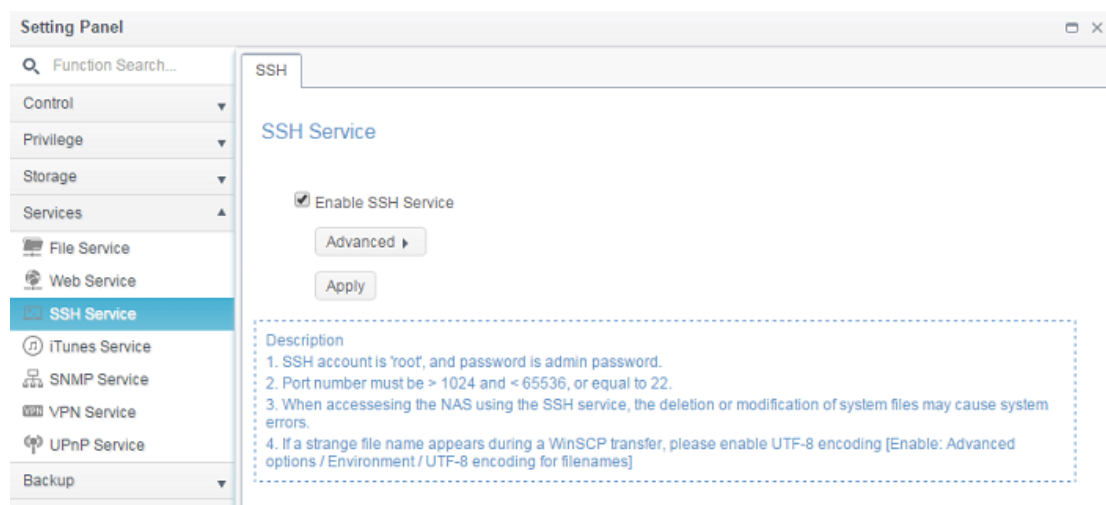 Setting Panel
Function Search...
Control
Privilege
Storage
Services
File Service
Web Service
SSH Service
iTunes Service
SNMP Service
VPN Service
UPnP Service
Backup
SSH
SSH Service
Enable SSH Service
Advanced
Apply
Description
1. SSH account is 'root', and password is admin password.
2. Port number must be > 1024 and < 65536, or equal to 22.
3. When accessesing the NAS using the SSH service, the deletion or modification of system files may cause system
errors.
4. If a strange file name appears during a WinSCP transfer, please enable UTF-8 encoding [Enable: Advanced
options / Environment / UTF-8 encoding for filenames]